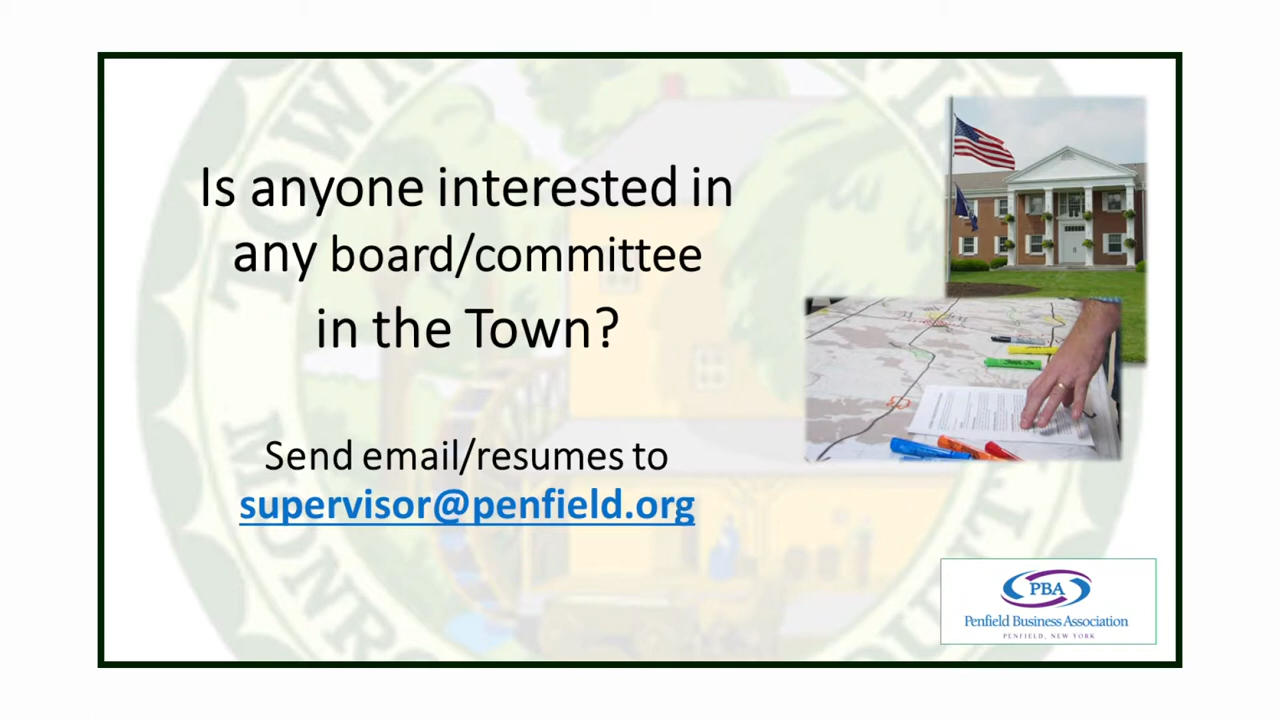 Is anyone interested in
any board/committee
in the Town?
Send email/resumes to
supervisor@penfield.org
PBA
Penfield Business Association
PENFIELD, NEW YORK
TOWN